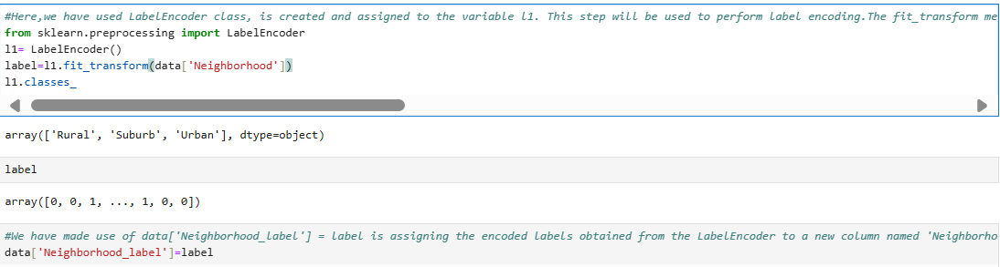 #Here,we have used LabelEncoder class, is created and assigned to the variable l1. This step will be used to perform label encoding.The fit_transform me
from sklearn.preprocessing import LabelEncoder
l1= LabelEncoder()
label=l1.fit_transform(data['Neighborhood'])
l1.classes_
array(['Rural', 'Suburb', 'Urban'], dtype=object)
label
array([0, 0, 1, ..., 1, 0, 0])
#We have made use of data['Neighborhood_label'] = label is assigning the encoded labels obtained from the LabelEncoder to a new column named 'Neighborho
data['Neighborhood_label']=label